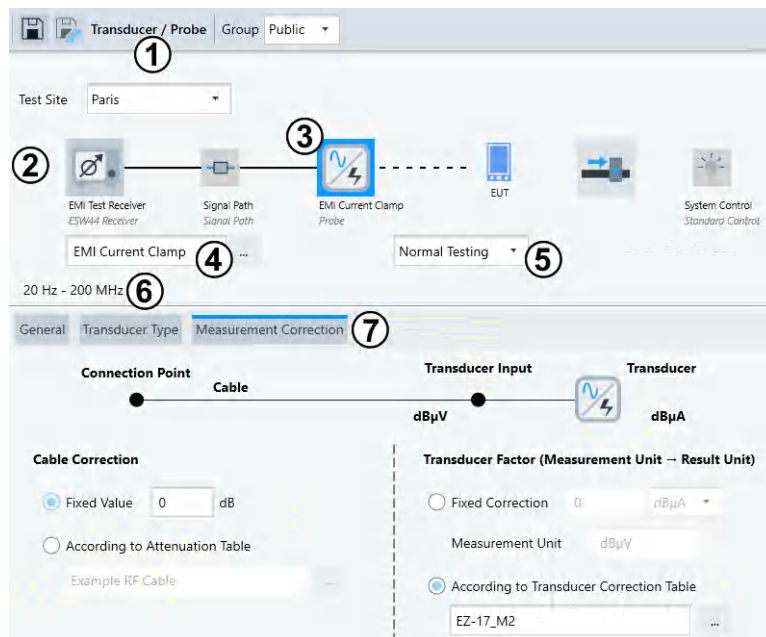 Transducer / Probe Group Public
1
Test Site Paris
2
3
EMI Test Receiver Signal Path EMI Current Clamp EUT System Control
ESW44 Receiver Signal Path Probe Standard Control
EMI Current Clamp 4 ... Normal Testing 5
20 Hz - 200 MHz 6
General Transducer Type Measurement Correction 7
Connection Point Cable Transducer Input Transducer
dBµV dBµA
Cable Correction Transducer Factor (Measurement Unit → Result Unit)
Fixed Value 0 dB Fixed Correction 0 dBµA
According to Attenuation Table Measurement Unit dBµV
Example RF Cable ... According to Transducer Correction Table
EZ-17_M2 ...